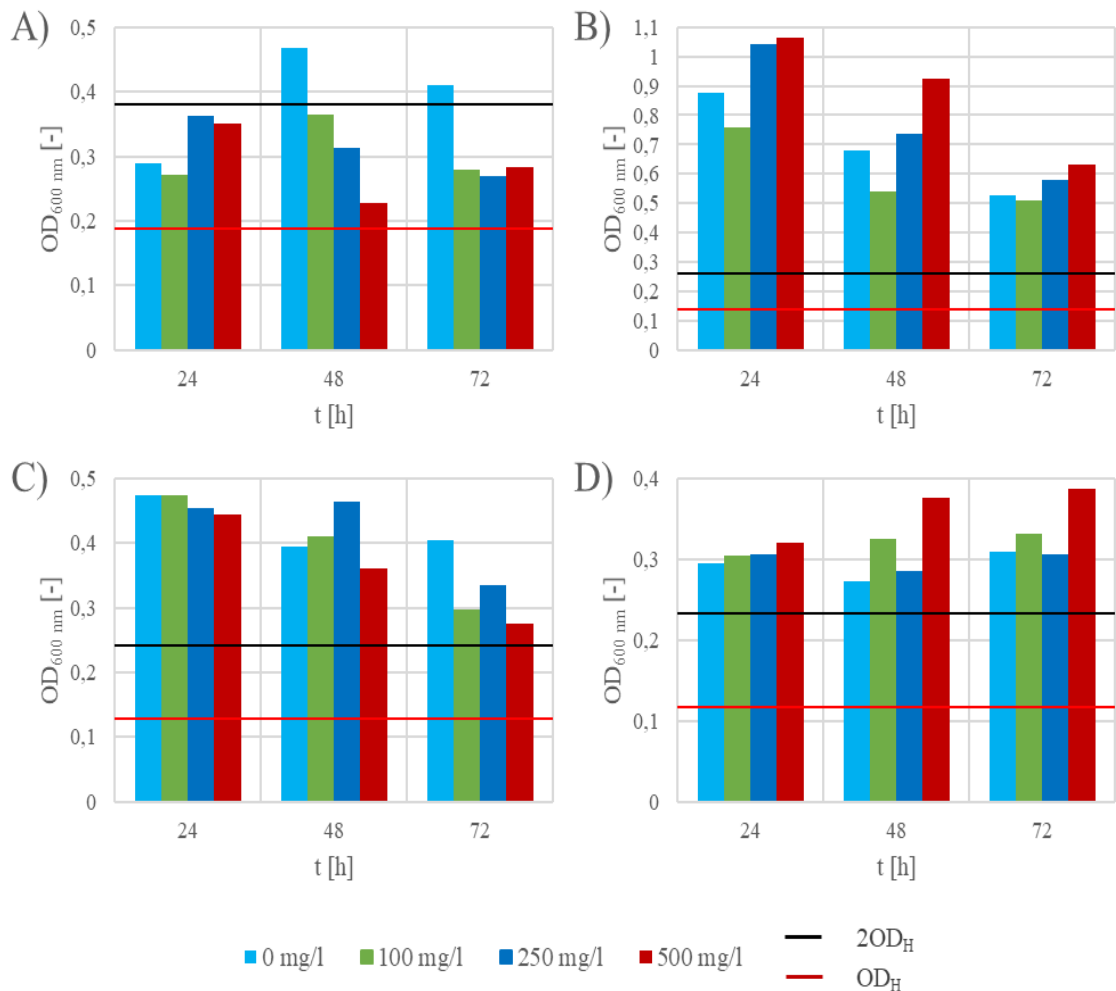 A)
OD600 nm [-]
0,5
0,4
0,3
0,2
0,1
0
24 48 72
t [h]
B)
OD600 nm [-]
1,1
1
0,9
0,8
0,7
0,6
0,5
0,4
0,3
0,2
0,1
0
24 48 72
t [h]
C)
OD600 nm [-]
0,5
0,4
0,3
0,2
0,1
0
24 48 72
t [h]
D)
OD600 nm [-]
0,4
0,3
0,2
0,1
0
24 48 72
t [h]
0 mg/l 100 mg/l 250 mg/l 500 mg/l
2ODH
ODH